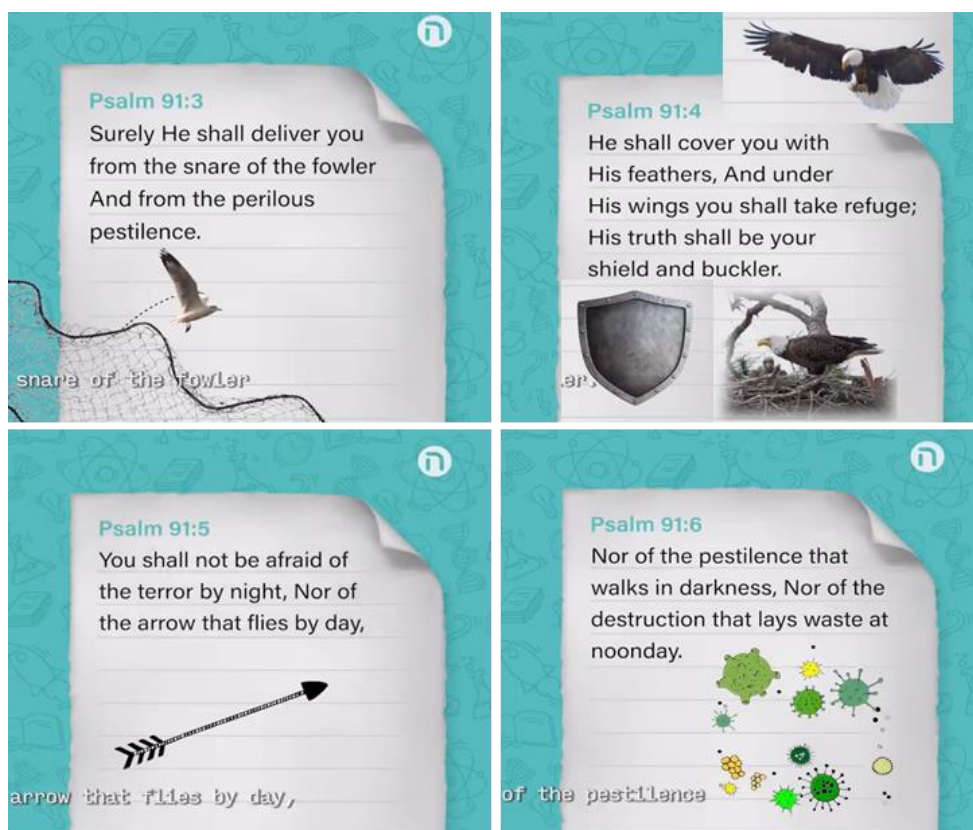 Psalm 91:3
Surely He shall deliver you
from the snare of the fowler
And from the perilous
pestilence.
snare of the fowler
Psalm 91:4
He shall cover you with
His feathers, And under
His wings you shall take refuge;
His truth shall be your
shield and buckler.
er.
Psalm 91:5
You shall not be afraid of
the terror by night, Nor of
the arrow that flies by day,
arrow that flies by day,
Psalm 91:6
Nor of the pestilence that
walks in darkness, Nor of the
destruction that lays waste at
noonday.
of the pestilence